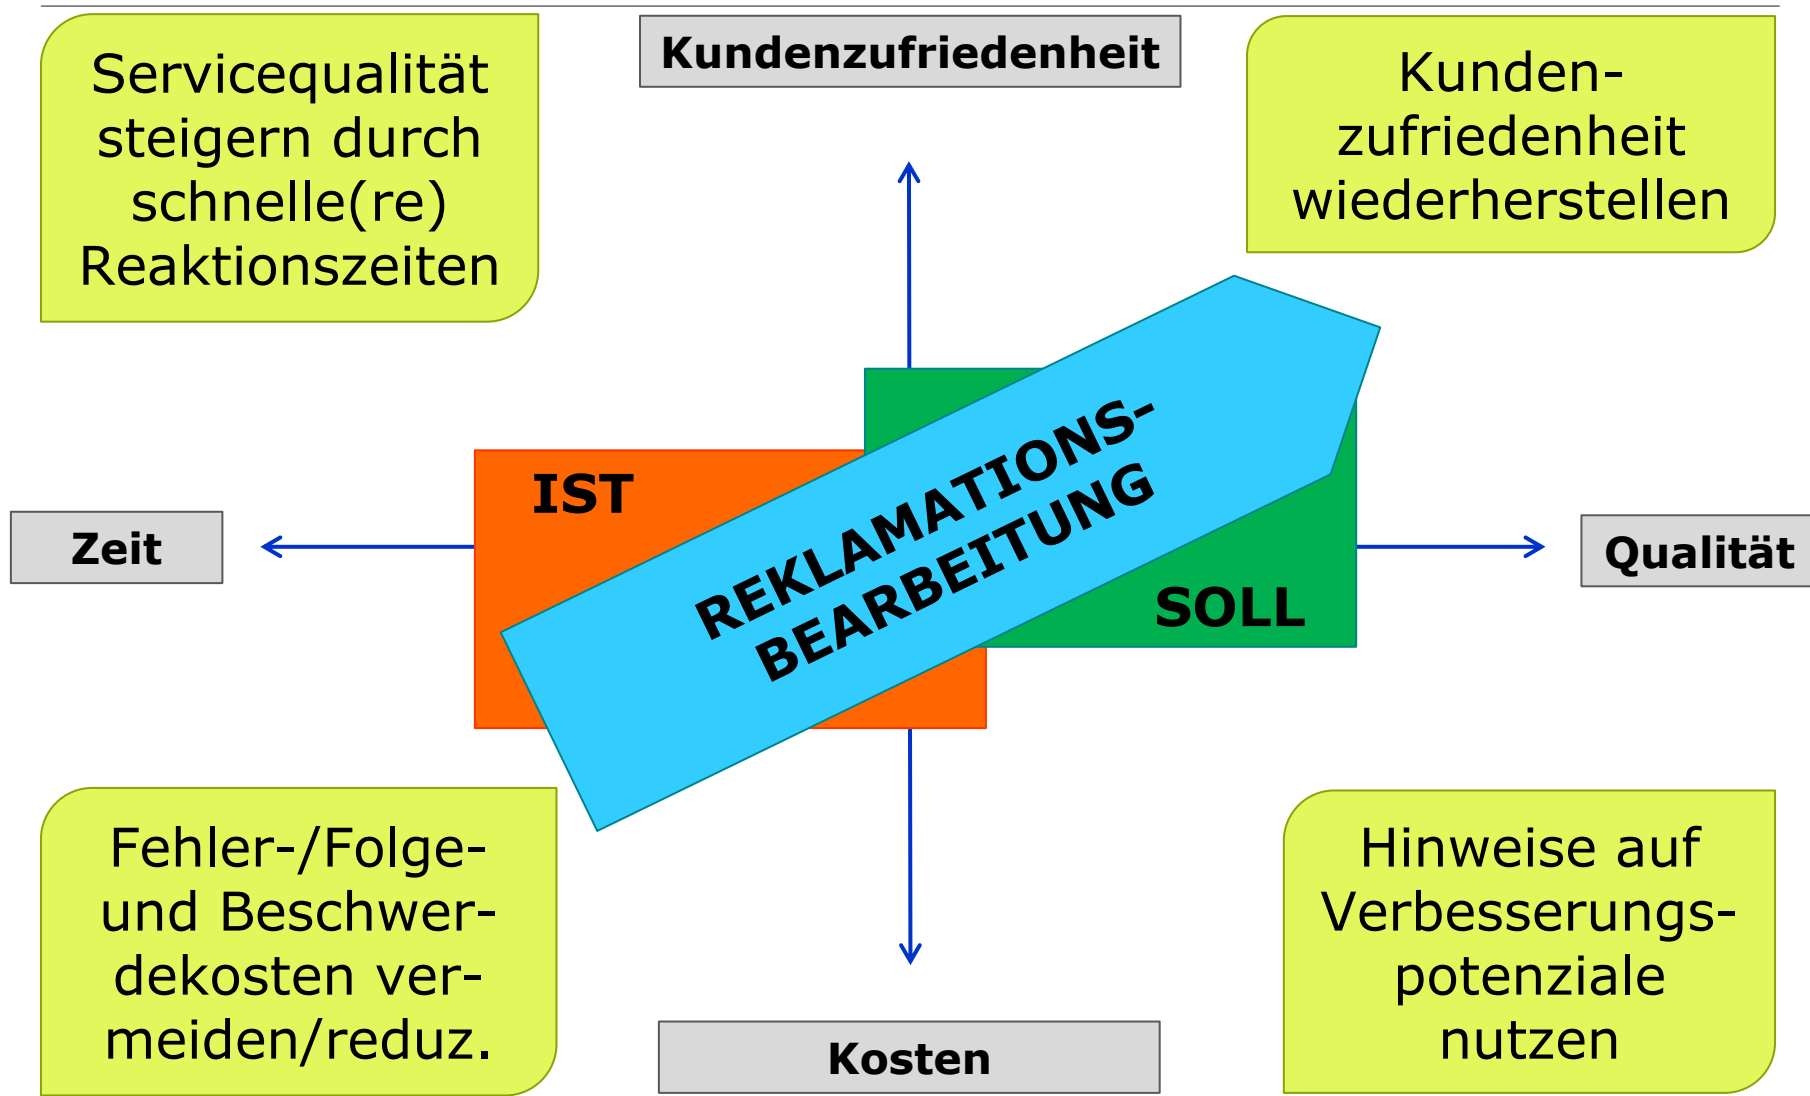 Servicequalität
steigern durch
schnelle(re)
Reaktionszeiten
Kundenzufriedenheit
Kunden-
zufriedenheit
wiederherstellen
IST
REKLAMATIONS-
BEARBEITUNG
SOLL
Zeit
Qualität
Fehler-/Folge-
und Beschwer-
dekosten ver-
meiden/reduz.
Kosten
Hinweise auf
Verbesserungs-
potenziale
nutzen